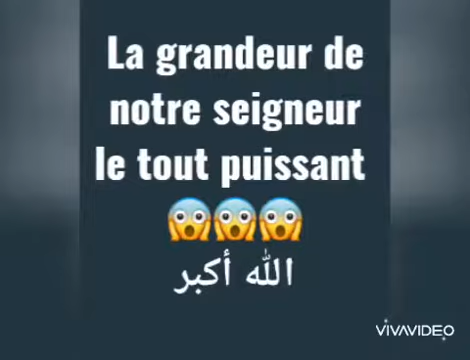 La grandeur de
notre seigneur
le tout puissant
😱😱😱
الله أكبر
VIVAVIDEO